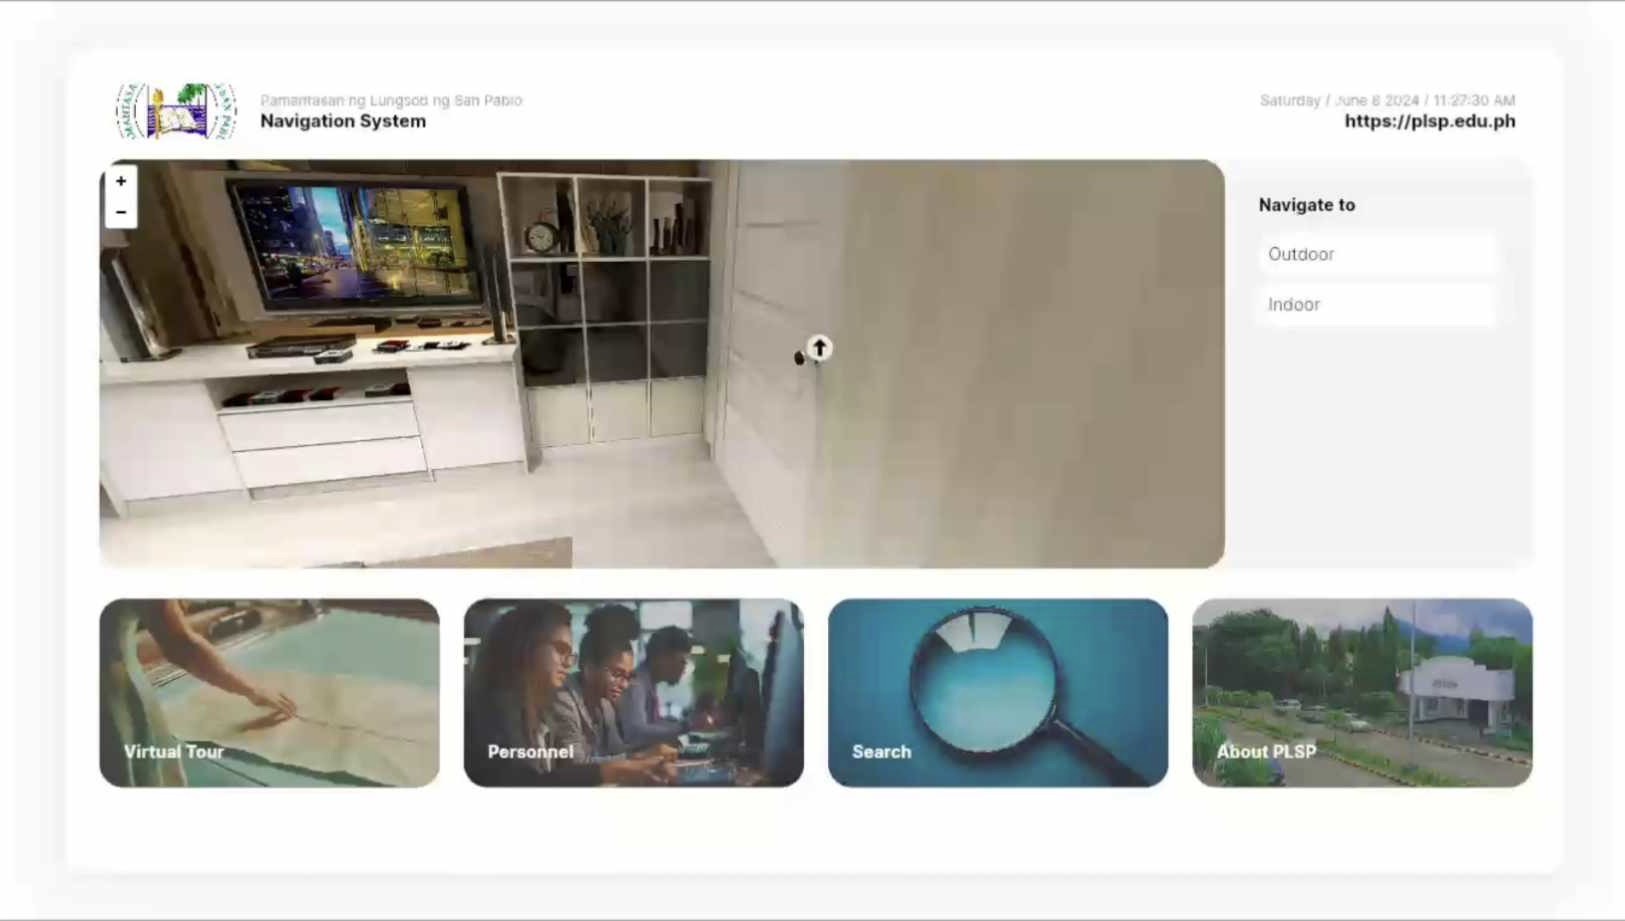 Pamantasan ng Lungsod ng San Pablo
Navigation System
Saturday / June 8 2024 / 11:27:30 AM
https://plsp.edu.ph
+
−
Navigate to
Outdoor
Indoor
Virtual Tour
Personnel
Search
About PLSP